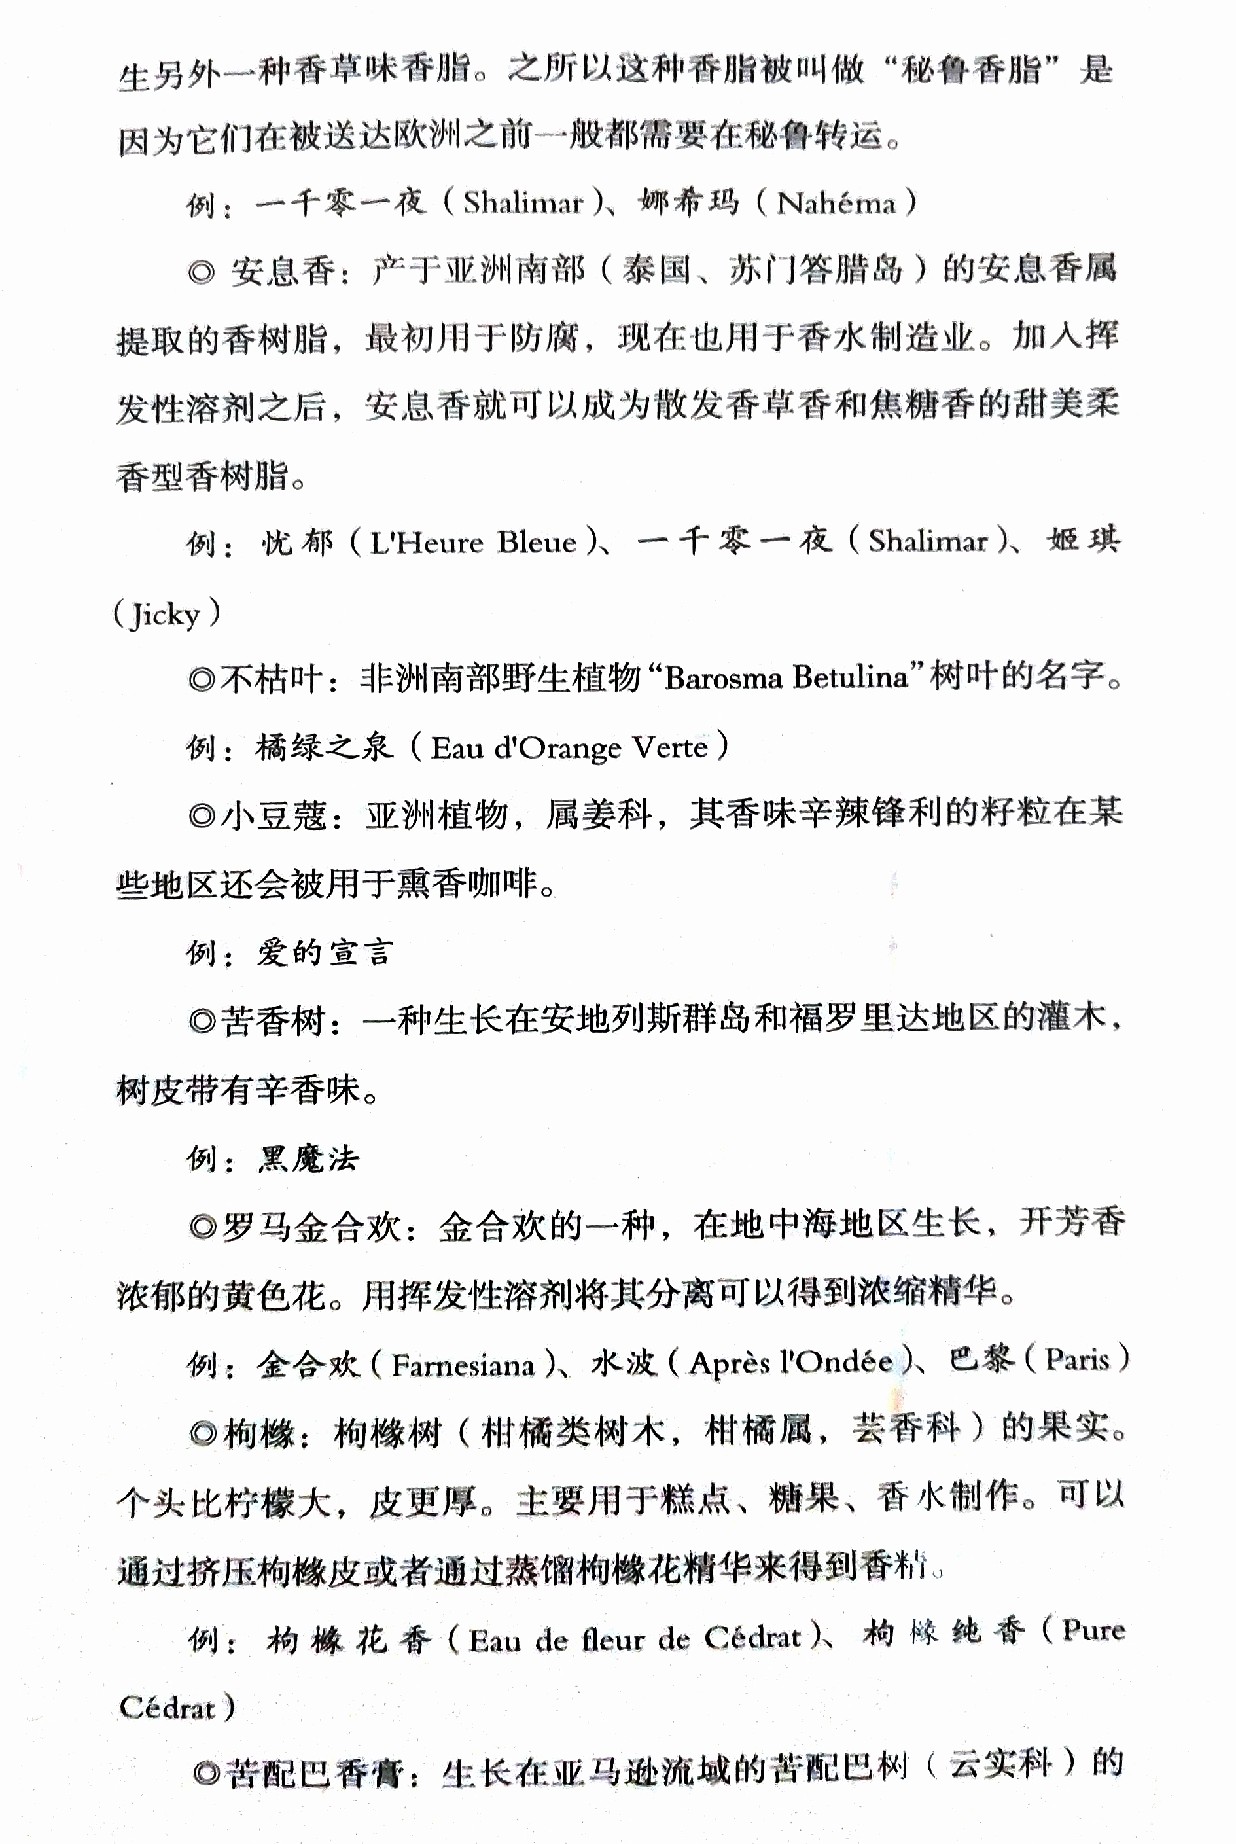 生另外一种香草味香脂。之所以这种香脂被叫做“秘鲁香脂”是
因为它们在被送达欧洲之前一般都需要在秘鲁转运。
例：一千零一夜（Shalimar）、娜希玛（Nahéma）
◎ 安息香：产于亚洲南部（泰国、苏门答腊岛）的安息香属
提取的香树脂，最初用于防腐，现在也用于香水制造业。加入挥
发性溶剂之后，安息香就可以成为散发香草香和焦糖香的甜美柔
香型香树脂。
例：忧郁（L'Heure Bleue）、一千零一夜（Shalimar）、姬琪
（Jicky）
◎不枯叶：非洲南部野生植物“Barosma Betulina”树叶的名字。
例：橘绿之泉（Eau d'Orange Verte）
◎小豆蔻：亚洲植物，属姜科，其香味辛辣锋利的籽粒在某
些地区还会被用于熏香咖啡。
例：爱的宣言
◎苦香树：一种生长在安地列斯群岛和福罗里达地区的灌木，
树皮带有辛香味。
例：黑魔法
◎罗马金合欢：金合欢的一种，在地中海地区生长，开芳香
浓郁的黄色花。用挥发性溶剂将其分离可以得到浓缩精华。
例：金合欢（Farnesiana）、水波（Après l'Ondée）、巴黎（Paris）
◎枸橼：枸橼树（柑橘类树木，柑橘属，芸香科）的果实。
个头比柠檬大，皮更厚。主要用于糕点、糖果、香水制作。可以
通过挤压枸橼皮或者通过蒸馏枸橼花精华来得到香精。
例：枸橼花香（Eau de fleur de Cédrat）、枸橼纯香（Pure
Cédrat）
◎苦配巴香膏：生长在亚马逊流域的苦配巴树（云实科）的